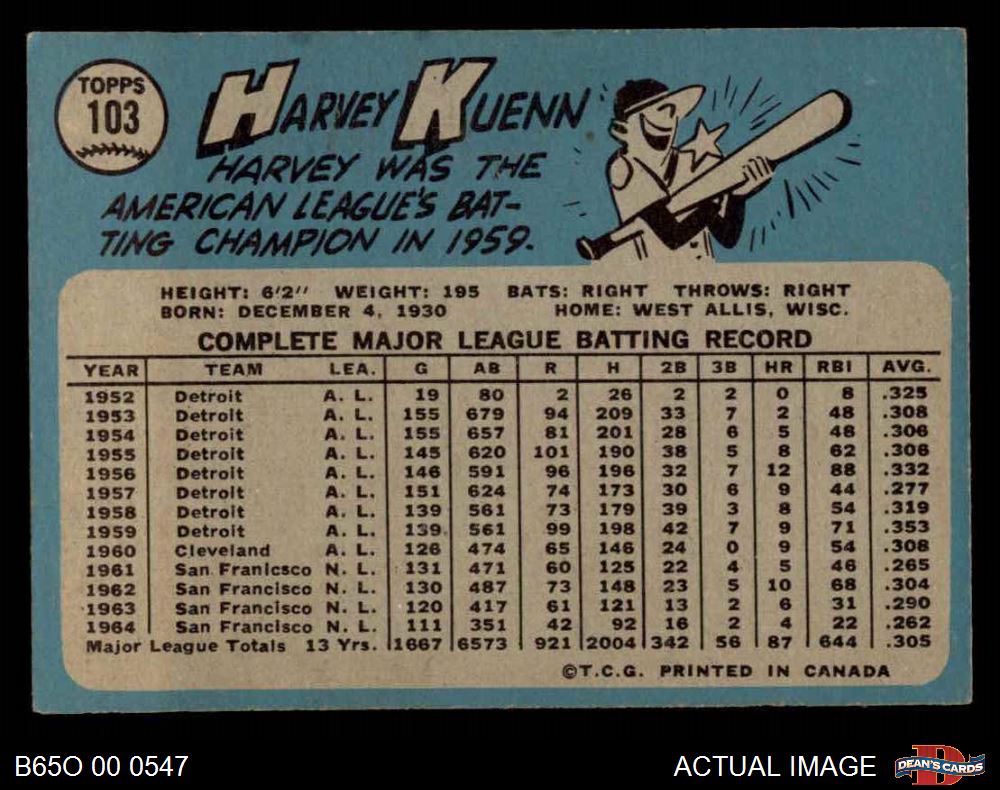 TOPPS
103
HARVEY KUENN
HARVEY WAS THE
AMERICAN LEAGUE'S BAT-
TING CHAMPION IN 1959.
HEIGHT: 6'2" WEIGHT: 195 BATS: RIGHT THROWS: RIGHT
BORN: DECEMBER 4, 1930 HOME: WEST ALLIS, WISC.
COMPLETE MAJOR LEAGUE BATTING RECORD
YEAR TEAM LEA. G AB R H 2B 3B HR RBI AVG.
1952 Detroit A. L. 19 80 2 26 2 2 0 8 .325
1953 Detroit A. L. 155 679 94 209 33 7 2 48 .308
1954 Detroit A. L. 155 657 81 201 28 6 5 48 .306
1955 Detroit A. L. 145 620 101 190 38 5 8 62 .306
1956 Detroit A. L. 146 591 96 196 32 7 12 88 .332
1957 Detroit A. L. 151 624 74 173 30 6 9 44 .277
1958 Detroit A. L. 139 561 73 179 39 3 8 54 .319
1959 Detroit A. L. 139 561 99 198 42 7 9 71 .353
1960 Cleveland A. L. 126 474 65 146 24 0 9 54 .308
1961 San Franicsco N. L. 131 471 60 125 22 4 5 46 .265
1962 San Francisco N. L. 130 487 73 148 23 5 10 68 .304
1963 San Francisco N. L. 120 417 61 121 13 2 6 31 .290
1964 San Francisco N. L. 111 351 42 92 16 2 4 22 .262
Major League Totals 13 Yrs. 1667 6573 921 2004 342 56 87 644 .305
©T.C.G. PRINTED IN CANADA
B65O 00 0547 ACTUAL IMAGE D DEAN'S CARDS